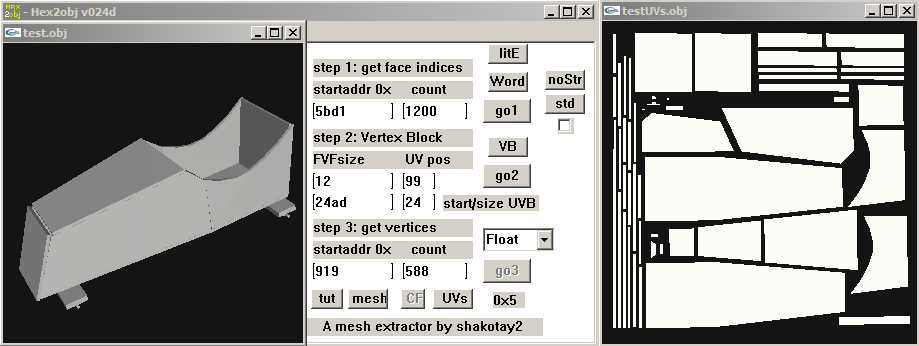 Hex2obj
- Hex2obj v024d
test.obj
testUVs.obj
litE
step 1: get face indices
Word
noStr
startaddr 0x count
std
[5bd1 ] [1200 ]
go1
step 2: Vertex Block
VB
FVFsize UV pos
go2
[12 ] [99 ]
[24ad ] [24 ] start/size UVB
step 3: get vertices
Float
startaddr 0x count
[919 ] [588 ]
go3
tut mesh CF UVs 0x5
A mesh extractor by shakotay2